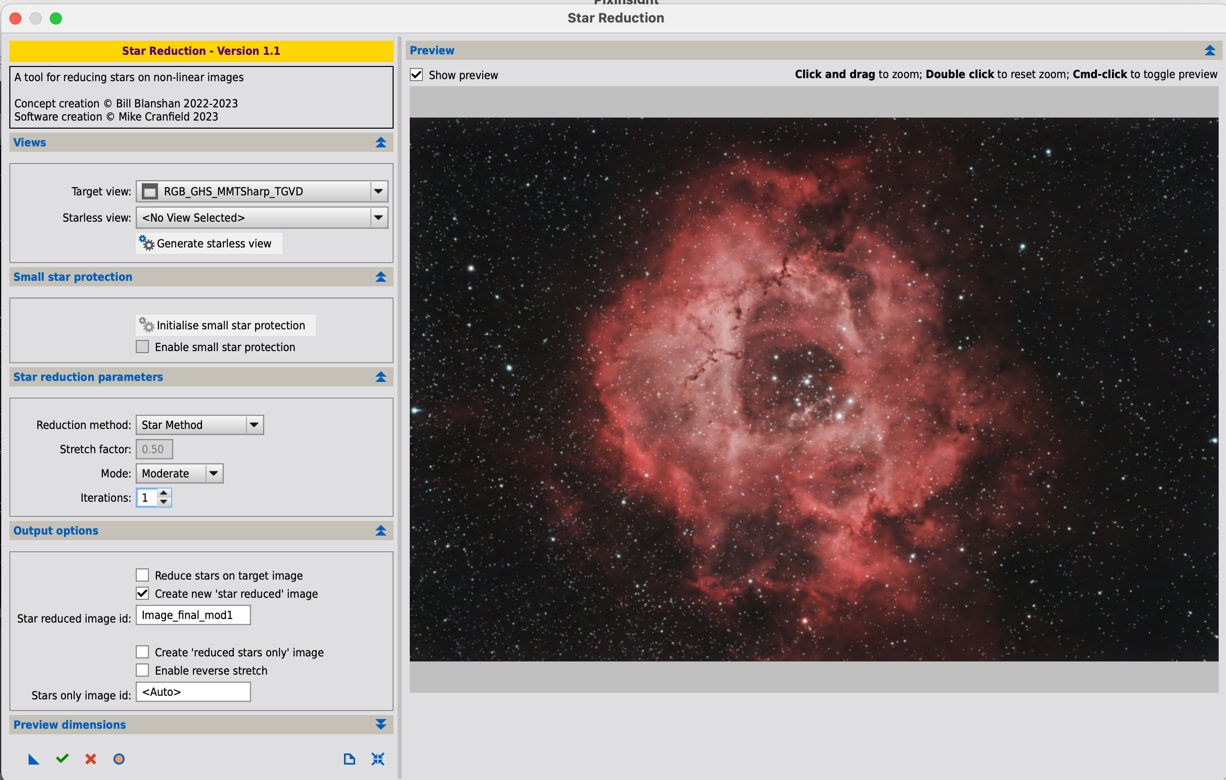 PixInsight
Star Reduction
Star Reduction - Version 1.1
A tool for reducing stars on non-linear images
Concept creation © Bill Blanshan 2022-2023
Software creation © Mike Cranfield 2023
Views
Target view: RGB_GHS_MMTSharp_TGVD
Starless view: <No View Selected>
Generate starless view
Small star protection
Initialise small star protection
Enable small star protection
Star reduction parameters
Reduction method: Star Method
Stretch factor: 0.50
Mode: Moderate
Iterations: 1
Output options
Reduce stars on target image
Create new 'star reduced' image
Star reduced image id: Image_final_mod1
Create 'reduced stars only' image
Enable reverse stretch
Stars only image id: <Auto>
Preview dimensions
Preview
Show preview
Click and drag to zoom; Double click to reset zoom; Cmd-click to toggle preview